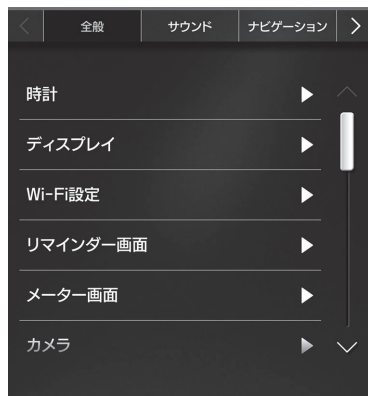 全般
サウンド
ナビゲーション
時計
ディスプレイ
Wi-Fi設定
リマインダー画面
メーター画面
カメラ